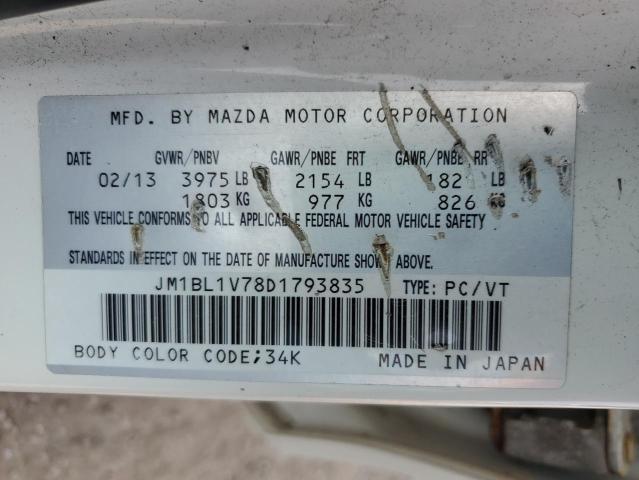 MFD. BY MAZDA MOTOR CORPORATION
DATE GVWR/PNBV GAWR/PNBE FRT GAWR/PNBE RR
02/13 3975 LB 2154 LB LB
1803 KG 977 KG 826 KG
THIS VEHICLE CONFORMS TO ALL APPLICABLE FEDERAL MOTOR VEHICLE SAFETY
STANDARDS IN EFFECT ON THE DATE OF MANUFACTURE SHOWN ABOVE.
JM1BL1V78D1793835 TYPE: PC/VT
BODY COLOR CODE;34K MADE IN JAPAN